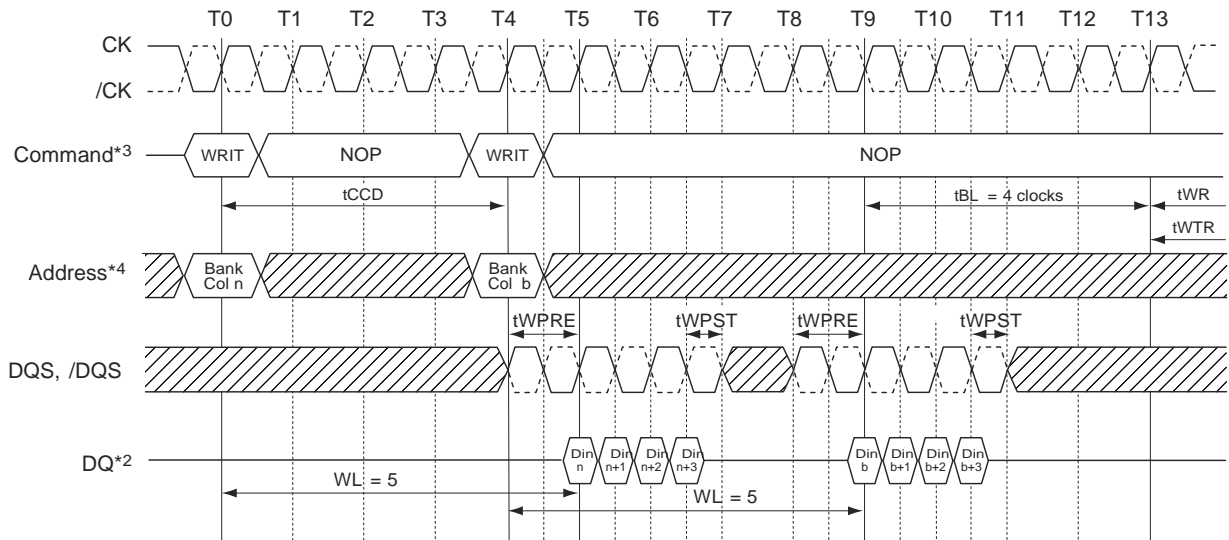 T0 T1 T2 T3 T4 T5 T6 T7 T8 T9 T10 T11 T12 T13
CK
/CK
Command*3 WRIT NOP WRIT NOP
tCCD tBL = 4 clocks tWR
tWTR
Address*4 Bank Col n Bank Col b
tWPRE tWPST tWPRE tWPST
DQS, /DQS
DQ*2 Din n Din n+1 Din n+2 Din n+3 Din b Din b+1 Din b+2 Din b+3
WL = 5 WL = 5